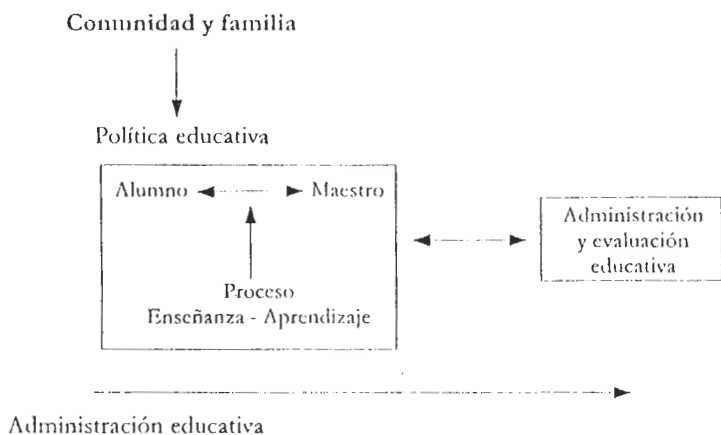 Comunidad y familia
Política educativa
Alumno Maestro
Proceso
Enseñanza - Aprendizaje
Administración
y evaluación
educativa
Administración educativa